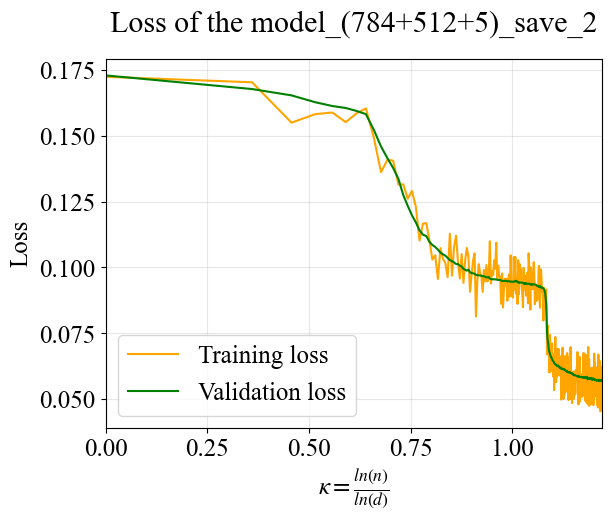 Loss of the model_(784+512+5)_save_2
0.175
0.150
0.125
0.100
0.075
0.050
Loss
Training loss
Validation loss
0.00 0.25 0.50 0.75 1.00
κ = ln(n)/ln(d)